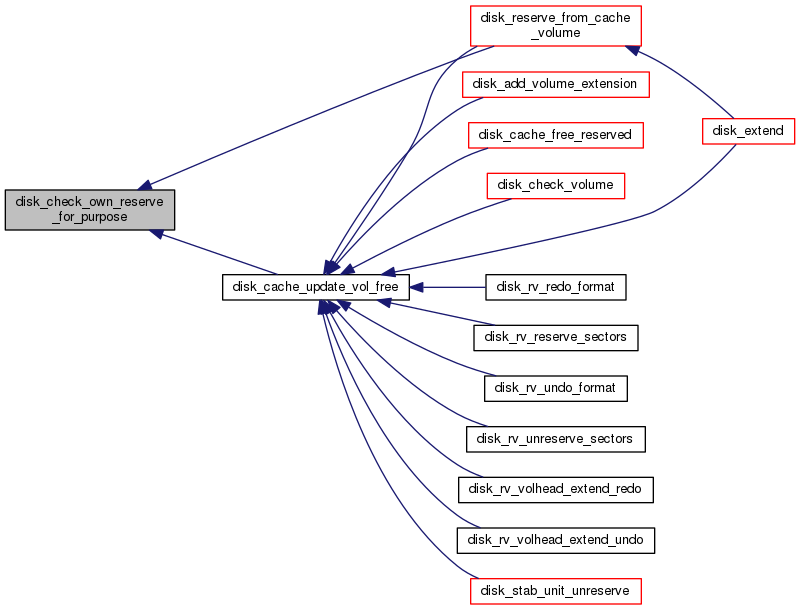 disk_reserve_from_cache
_volume
disk_add_volume_extension
disk_cache_free_reserved
disk_extend
disk_check_volume
disk_check_own_reserve
_for_purpose
disk_cache_update_vol_free
disk_rv_redo_format
disk_rv_reserve_sectors
disk_rv_undo_format
disk_rv_unreserve_sectors
disk_rv_volhead_extend_redo
disk_rv_volhead_extend_undo
disk_stab_unit_unreserve